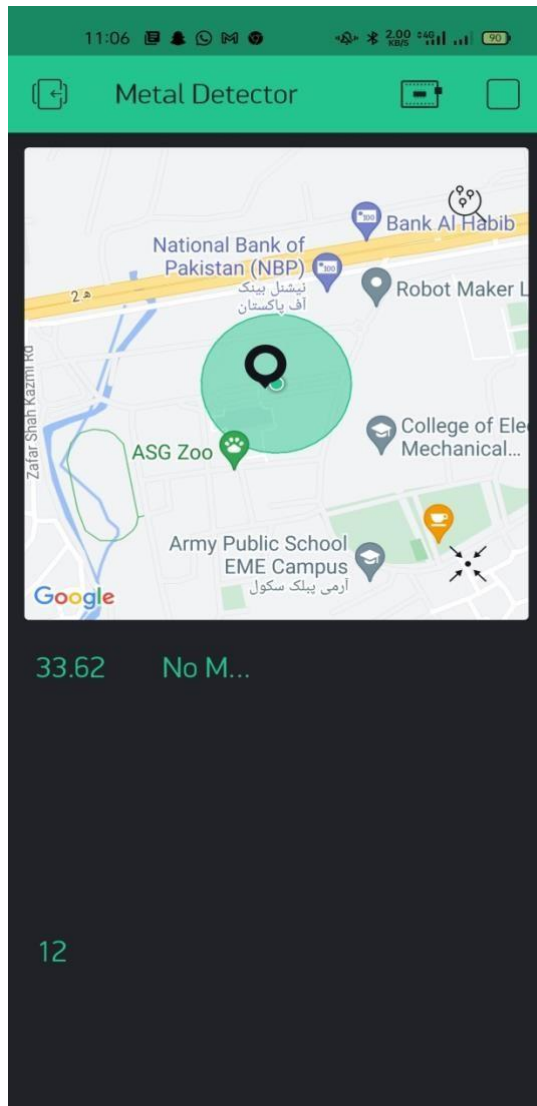 11:06
2.00
KB/S
4G
90
Metal Detector
Bank Al Habib
National Bank of
Pakistan (NBP)
نیشنل بینک
آف پاکستان
Robot Maker L
Zafar Shah Kazmi Rd
College of Ele
Mechanical...
ASG Zoo
Army Public School
EME Campus
آرمی پبلک سکول
Google
33.62 No M...
12